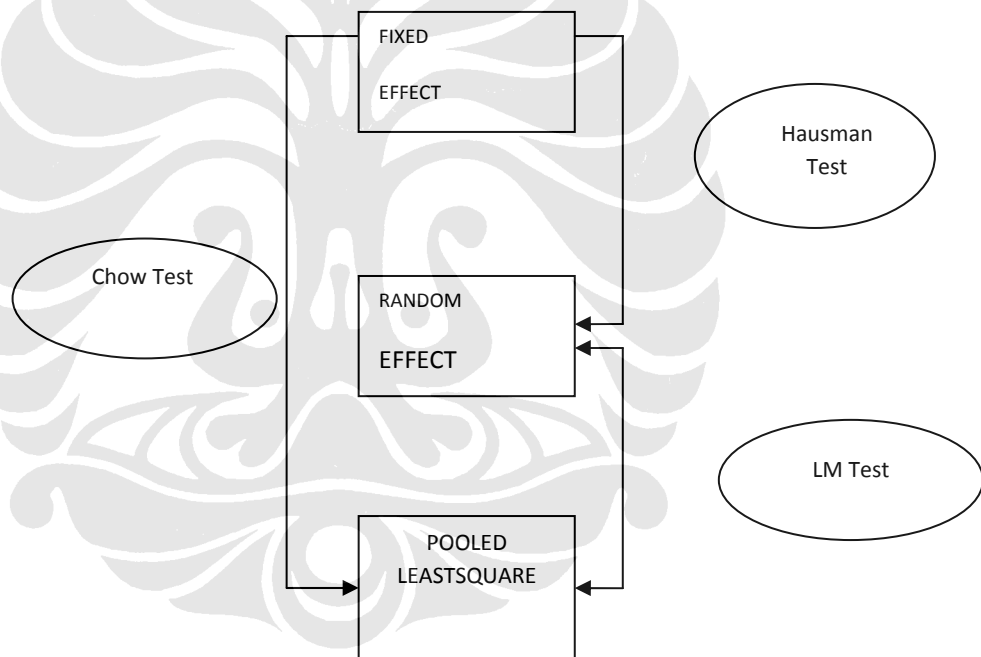 FIXED
EFFECT
Hausman
Test
Chow Test
RANDOM
EFFECT
LM Test
POOLED
LEASTSQUARE